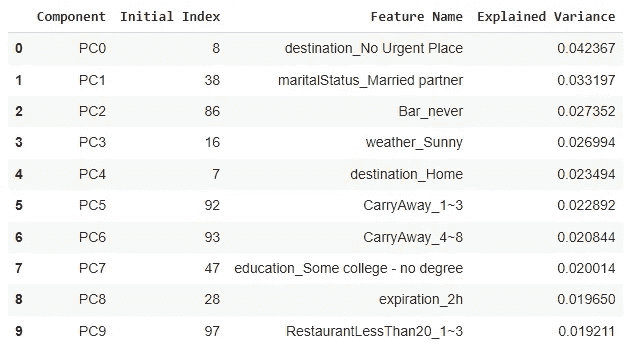 Component Initial Index Feature Name Explained Variance
0 PC0 8 destination_No Urgent Place 0.042367
1 PC1 38 maritalStatus_Married partner 0.033197
2 PC2 86 Bar_never 0.027352
3 PC3 16 weather_Sunny 0.026994
4 PC4 7 destination_Home 0.023494
5 PC5 92 CarryAway_1~3 0.022892
6 PC6 93 CarryAway_4~8 0.020844
7 PC7 47 education_Some college - no degree 0.020014
8 PC8 28 expiration_2h 0.019650
9 PC9 97 RestaurantLessThan20_1~3 0.019211